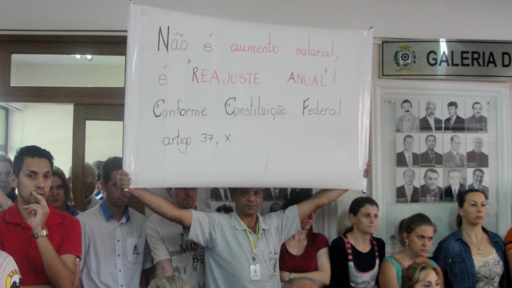 Não é aumento salarial,
é "REAJUSTE ANUAL"!
Conforme Constituição Federal
artigo 37, x
GALERIA D